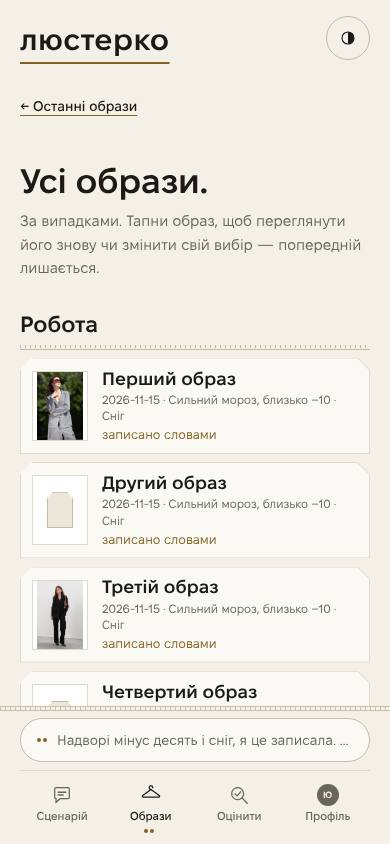 люстерко
← Останні образи
Усі образи.
За випадками. Тапни образ, щоб переглянути
його знову чи змінити свій вибір — попередній
лишається.
Робота
Перший образ
2026-11-15 · Сильний мороз, близько −10 ·
Сніг
записано словами
Другий образ
2026-11-15 · Сильний мороз, близько −10 ·
Сніг
записано словами
Третій образ
2026-11-15 · Сильний мороз, близько −10 ·
Сніг
записано словами
Четвертий образ
Надворі мінус десять і сніг, я це записала. ...
Сценарій
Образи
Оцінити
Ю
Профіль